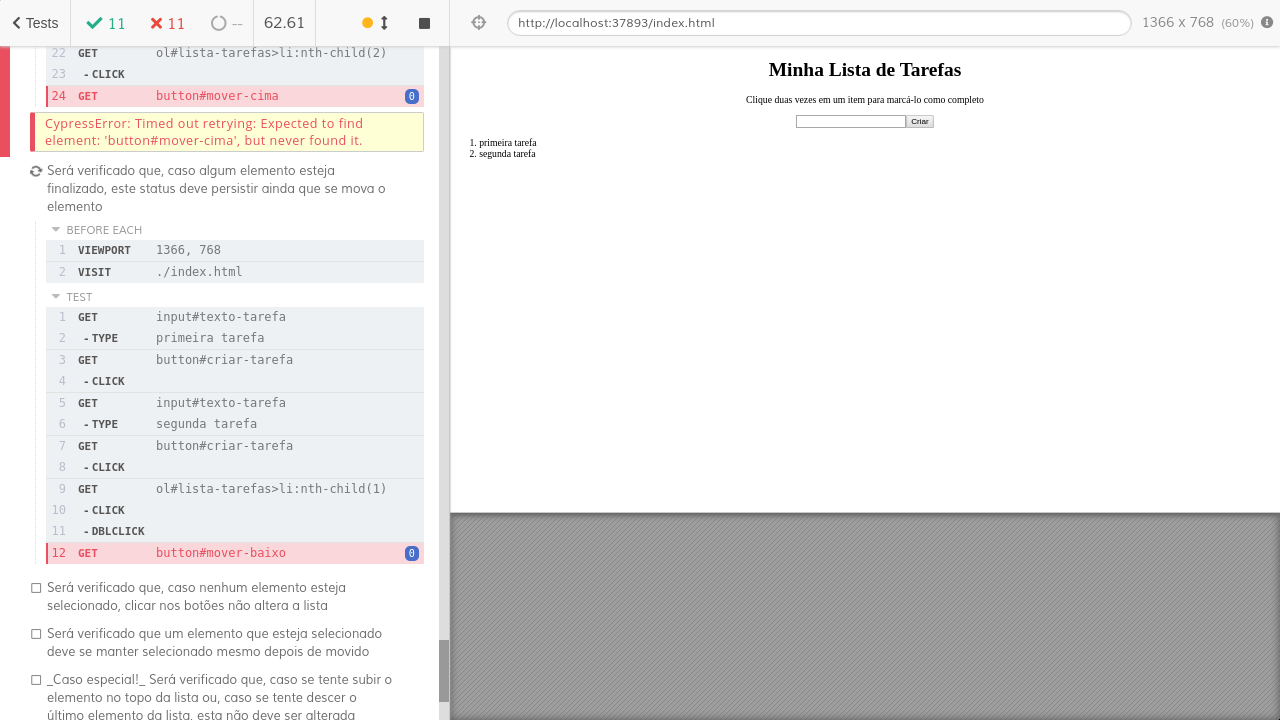 Tests 11 11 -- 62.61
22 GET ol#lista-tarefas>li:nth-child(2)
23 - CLICK
24 GET button#mover-cima 0
CypressError: Timed out retrying: Expected to find
element: 'button#mover-cima', but never found it.
Será verificado que, caso algum elemento esteja
finalizado, este status deve persistir ainda que se mova o
elemento
BEFORE EACH
1 VIEWPORT 1366, 768
2 VISIT ./index.html
TEST
1 GET input#texto-tarefa
2 - TYPE primeira tarefa
3 GET button#criar-tarefa
4 - CLICK
5 GET input#texto-tarefa
6 - TYPE segunda tarefa
7 GET button#criar-tarefa
8 - CLICK
9 GET ol#lista-tarefas>li:nth-child(1)
10 - CLICK
11 - DBLCLICK
12 GET button#mover-baixo 0
Será verificado que, caso nenhum elemento esteja
selecionado, clicar nos botões não altera a lista
Será verificado que um elemento que esteja selecionado
deve se manter selecionado mesmo depois de movido
_Caso especial!_ Será verificado que, caso se tente subir o
elemento no topo da lista ou, caso se tente descer o
último elemento da lista, esta não deve ser alterada
http://localhost:37893/index.html
1366 x 768 (60%)
Minha Lista de Tarefas
Clique duas vezes em um item para marcá-lo como completo
Criar
1. primeira tarefa
2. segunda tarefa